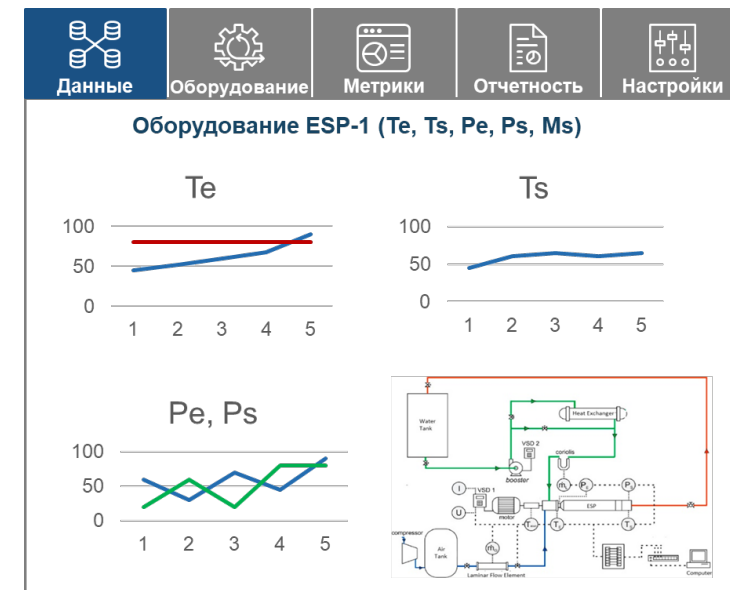 Данные Оборудование Метрики Отчетность Настройки
Оборудование ESP-1 (Te, Ts, Pe, Ps, Ms)
Te
100
50
0
1 2 3 4 5
Ts
100
50
0
1 2 3 4 5
Pe, Ps
100
50
0
1 2 3 4 5
Water
Tank
Heat Exchanger
VSD 2
booster
coriolis
I
VSD 1
U
motor
ESP
compressor
Air
Tank
Laminar Flow Element
Computer